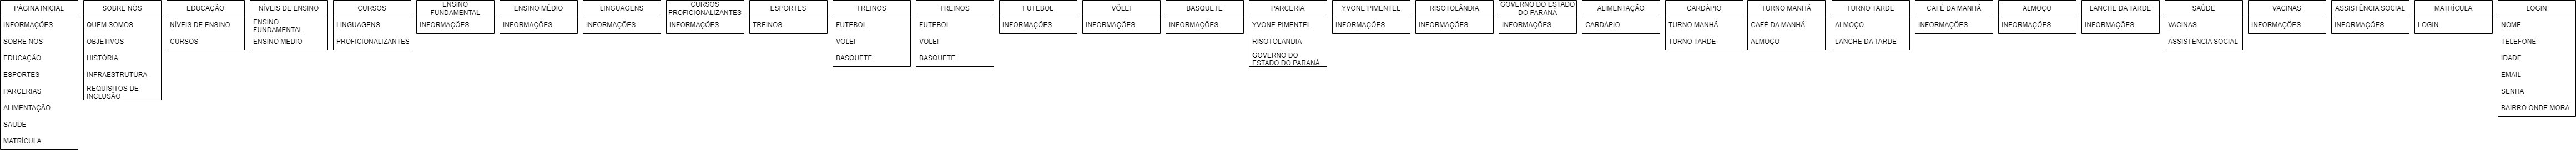 PÁGINA INICIAL
INFORMAÇÕES
SOBRE NÓS
EDUCAÇÃO
ESPORTES
PARCERIAS
ALIMENTAÇÃO
SAÚDE
MATRÍCULA
SOBRE NÓS
QUEM SOMOS
OBJETIVOS
HISTÓRIA
INFRAESTRUTURA
REQUISITOS DE
INCLUSÃO
EDUCAÇÃO
NÍVEIS DE ENSINO
CURSOS
NÍVEIS DE ENSINO
ENSINO
FUNDAMENTAL
ENSINO MÉDIO
CURSOS
LINGUAGENS
PROFICIONALIZANTES
ENSINO
FUNDAMENTAL
INFORMAÇÕES
ENSINO MÉDIO
INFORMAÇÕES
LINGUAGENS
INFORMAÇÕES
CURSOS
PROFICIONALIZANTES
INFORMAÇÕES
ESPORTES
TREINOS
TREINOS
FUTEBOL
VÔLEI
BASQUETE
TREINOS
FUTEBOL
VÔLEI
BASQUETE
FUTEBOL
INFORMAÇÕES
VÔLEI
INFORMAÇÕES
BASQUETE
INFORMAÇÕES
PARCERIA
YVONE PIMENTEL
RISOTOLÂNDIA
GOVERNO DO
ESTADO DO PARANÁ
YVONE PIMENTEL
INFORMAÇÕES
RISOTOLÂNDIA
INFORMAÇÕES
GOVERNO DO ESTADO
DO PARANÁ
INFORMAÇÕES
ALIMENTAÇÃO
CARDÁPIO
CARDÁPIO
TURNO MANHÃ
TURNO TARDE
TURNO MANHÃ
CAFÉ DA MANHÃ
ALMOÇO
TURNO TARDE
ALMOÇO
LANCHE DA TARDE
CAFÉ DA MANHÃ
INFORMAÇÕES
ALMOÇO
INFORMAÇÕES
LANCHE DA TARDE
INFORMAÇÕES
SAÚDE
VACINAS
ASSISTÊNCIA SOCIAL
VACINAS
INFORMAÇÕES
ASSISTÊNCIA SOCIAL
INFORMAÇÕES
MATRÍCULA
LOGIN
LOGIN
NOME
TELEFONE
IDADE
EMAIL
SENHA
BAIRRO ONDE MORA